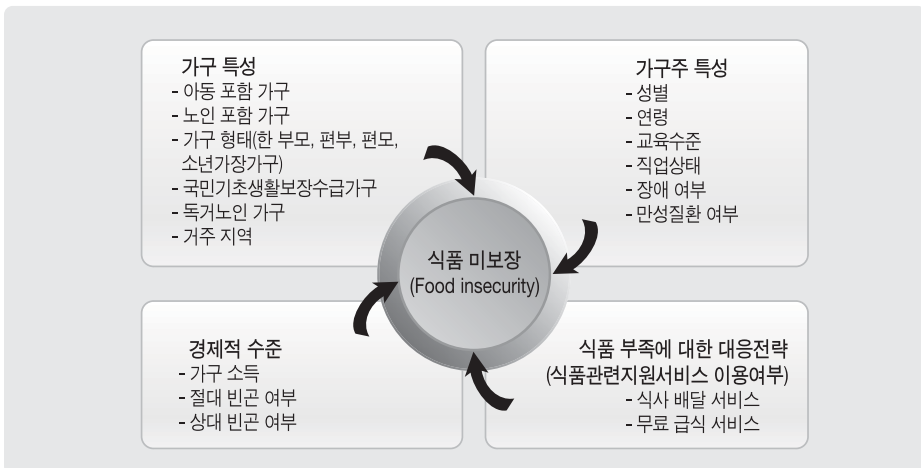 가구 특성
- 아동 포함 가구
- 노인 포함 가구
- 가구 형태(한 부모, 편부, 편모,
소년가장가구)
- 국민기초생활보장수급가구
- 독거노인 가구
- 거주 지역
가구주 특성
- 성별
- 연령
- 교육수준
- 직업상태
- 장애 여부
- 만성질환 여부
식품 미보장
(Food insecurity)
경제적 수준
- 가구 소득
- 절대 빈곤 여부
- 상대 빈곤 여부
식품 부족에 대한 대응전략
(식품관련지원서비스 이용여부)
- 식사 배달 서비스
- 무료 급식 서비스